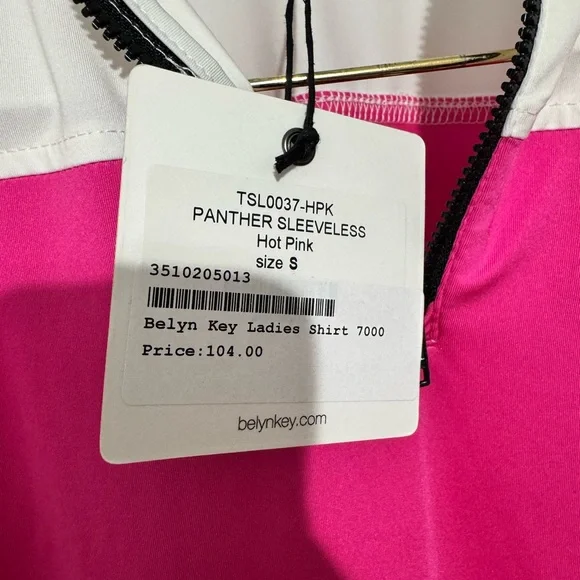 TSL0037-HPK
PANTHER SLEEVELESS
Hot Pink
size S
3510205013
Belyn Key Ladies Shirt 7000
Price:104.00
belynkey.com